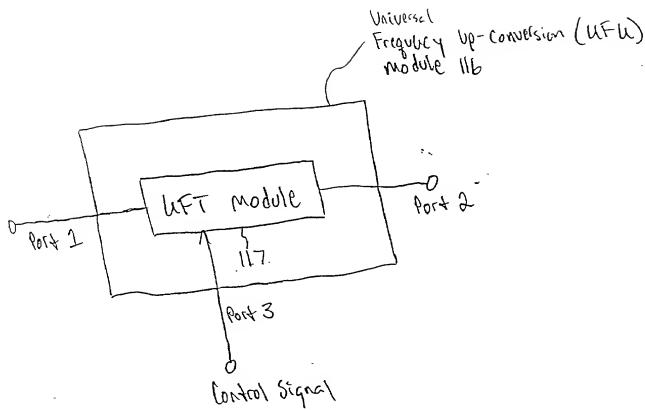 Universal
Frequency Up-Conversion (UFU)
Module 116
UFT Module
Port 1
Port 2
117
Port 3
Control Signal